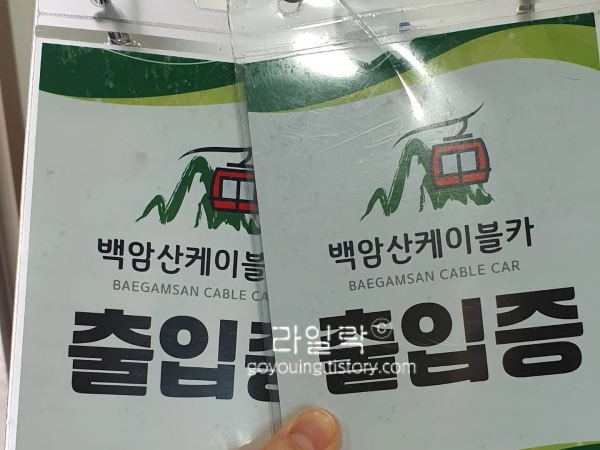 백암산케이블
BAEGAMSAN CABLE CA
출입증
백암산케이블카
BAEGAMSAN CABLE CAR
출입증
라일락©
goyoung.tistory.com